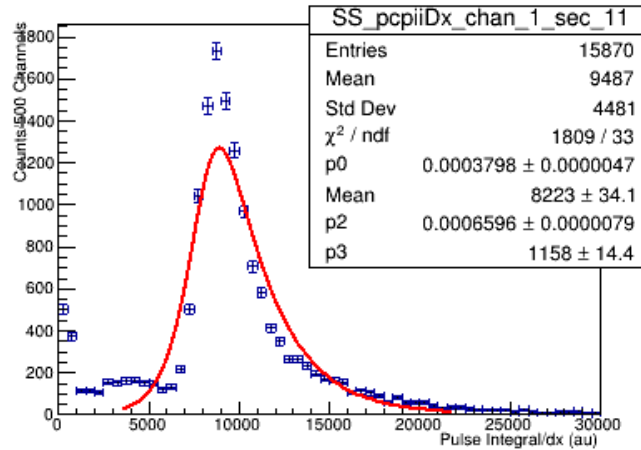 SS_pcpiiDx_chan_1_sec_11
Entries 15870
Mean 9487
Std Dev 4481
χ² / ndf 1809 / 33
p0 0.0003798 ± 0.0000047
Mean 8223 ± 34.1
p2 0.0006596 ± 0.0000079
p3 1158 ± 14.4
Counts/500 Channels
1800
1600
1400
1200
1000
800
600
400
200
0
0 5000 10000 15000 20000 25000 30000
Pulse Integral/dx (au)